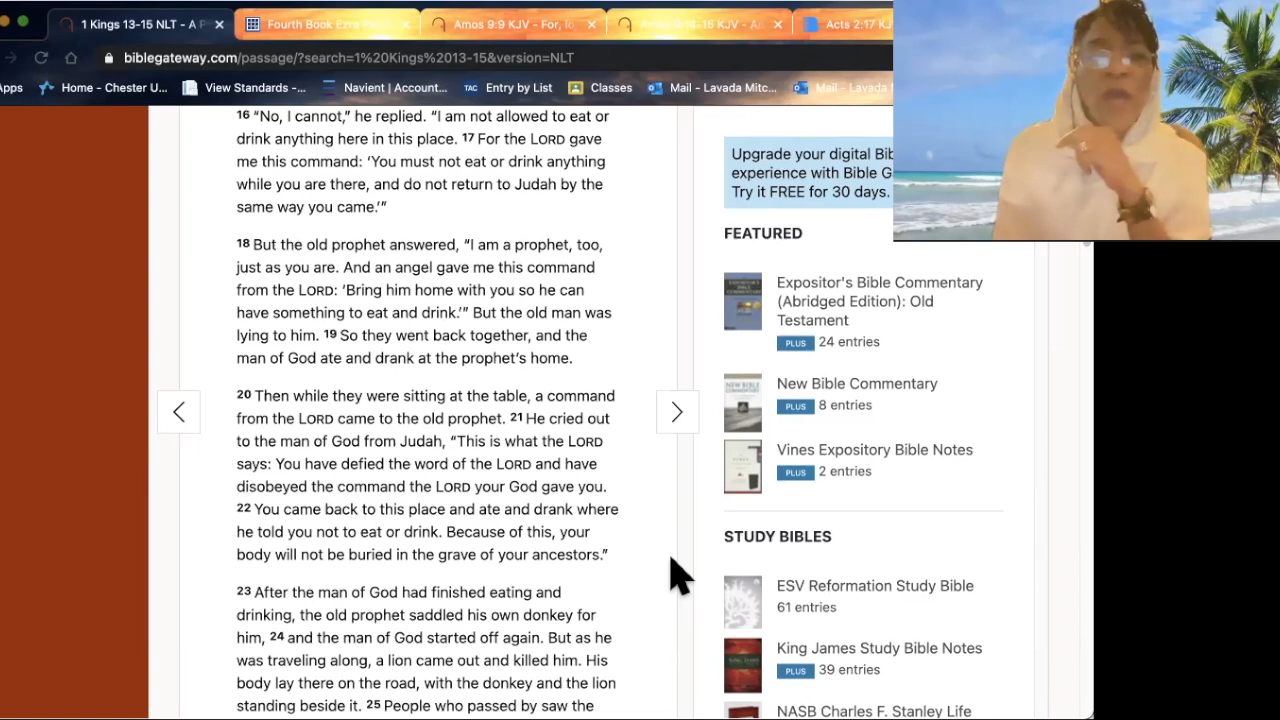 1 Kings 13-15 NLT - A P
Fourth Book Ezra
Amos 9:9 KJV - For, lo
15 KJV - A
Acts 2:17 KJ
biblegateway.com/passage/?search=1%20Kings%2013-15&version=NLT
Apps
Home - Chester U...
View Standards -...
Navient | Account...
TAC Entry by List
Classes
Mail - Lavada Mitc...
Mail - Lavada
16 “No, I cannot,” he replied. “I am not allowed to eat or
drink anything here in this place. 17 For the LORD gave
me this command: ‘You must not eat or drink anything
while you are there, and do not return to Judah by the
same way you came.’”
18 But the old prophet answered, “I am a prophet, too,
just as you are. And an angel gave me this command
from the LORD: ‘Bring him home with you so he can
have something to eat and drink.’” But the old man was
lying to him. 19 So they went back together, and the
man of God ate and drank at the prophet’s home.
20 Then while they were sitting at the table, a command
from the LORD came to the old prophet. 21 He cried out
to the man of God from Judah, “This is what the LORD
says: You have defied the word of the LORD and have
disobeyed the command the LORD your God gave you.
22 You came back to this place and ate and drank where
he told you not to eat or drink. Because of this, your
body will not be buried in the grave of your ancestors.”
23 After the man of God had finished eating and
drinking, the old prophet saddled his own donkey for
him, 24 and the man of God started off again. But as he
was traveling along, a lion came out and killed him. His
body lay there on the road, with the donkey and the lion
standing beside it. 25 People who passed by saw the
Upgrade your digital Bib
experience with Bible G
Try it FREE for 30 days.
FEATURED
Expositor's Bible Commentary
(Abridged Edition): Old
Testament
PLUS 24 entries
New Bible Commentary
PLUS 8 entries
Vines Expository Bible Notes
PLUS 2 entries
STUDY BIBLES
ESV Reformation Study Bible
61 entries
King James Study Bible Notes
PLUS 39 entries
NASB Charles F. Stanley Life